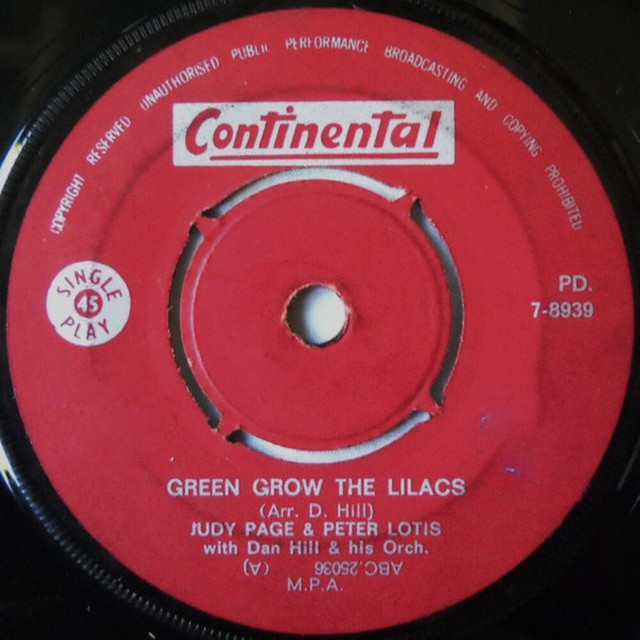 COPYRIGHT RESERVED UNAUTHORISED PUBLIC PERFORMANCE BROADCASTING AND COPYING PROHIBITED
Continental
SINGLE
45
PLAY
PD.
7-8939
GREEN GROW THE LILACS
(Arr. D. Hill)
JUDY PAGE & PETER LOTIS
with Dan Hill & his Orch.
ABC.25036 (A)
M.P.A.